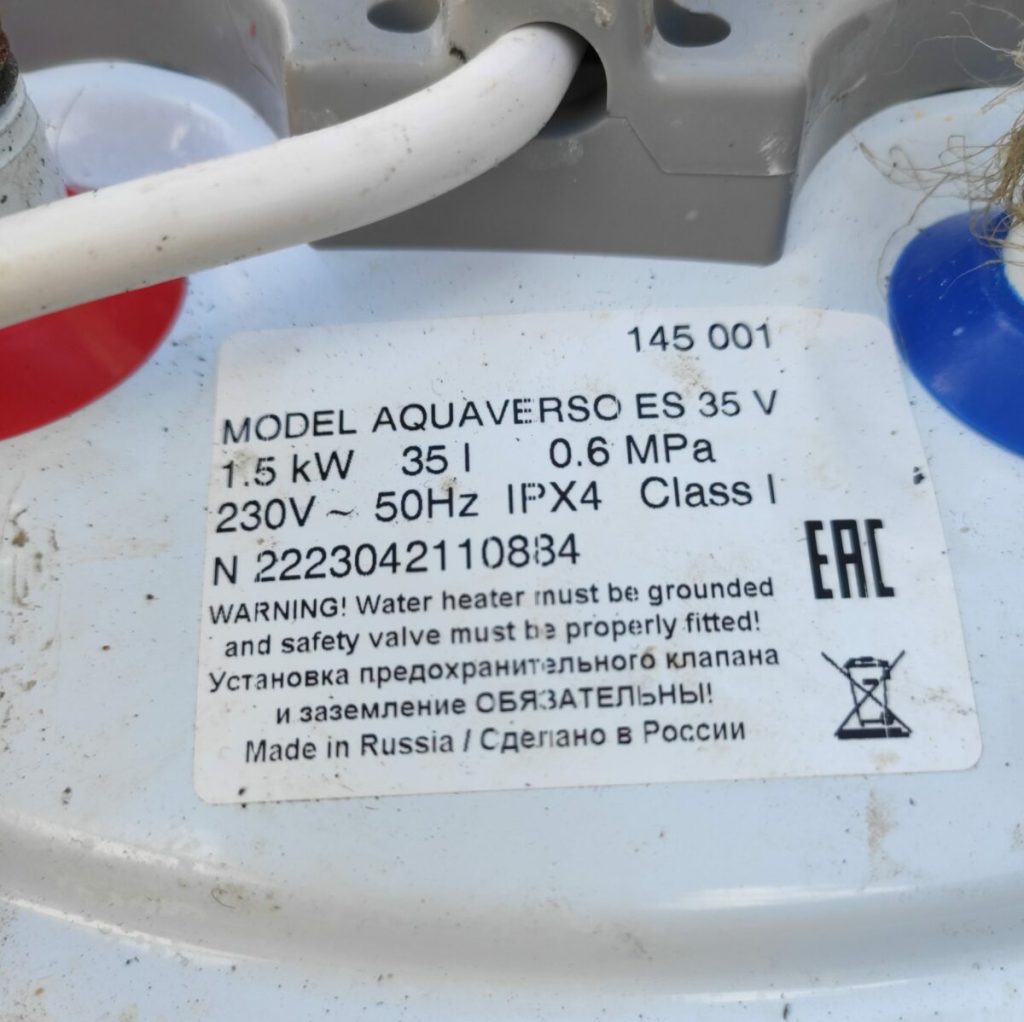 145 001
MODEL AQUAVERSO ES 35 V
1.5 kW 35 l 0.6 MPa
230V ~ 50Hz IPX4 Class I
N 2223042110884
EAC
WARNING! Water heater must be grounded
and safety valve must be properly fitted!
Установка предохранительного клапана
и заземление ОБЯЗАТЕЛЬНЫ!
Made in Russia / Сделано в России